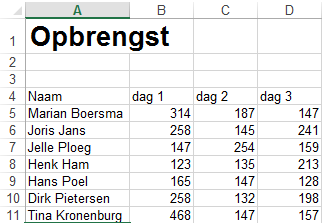 A B C D
1 Opbrengst
2
3
4 Naam dag 1 dag 2 dag 3
5 Marian Boersma 314 187 147
6 Joris Jans 258 145 241
7 Jelle Ploeg 147 254 159
8 Henk Ham 123 135 213
9 Hans Poel 165 147 128
10 Dirk Pietersen 258 132 198
11 Tina Kronenburg 468 147 157